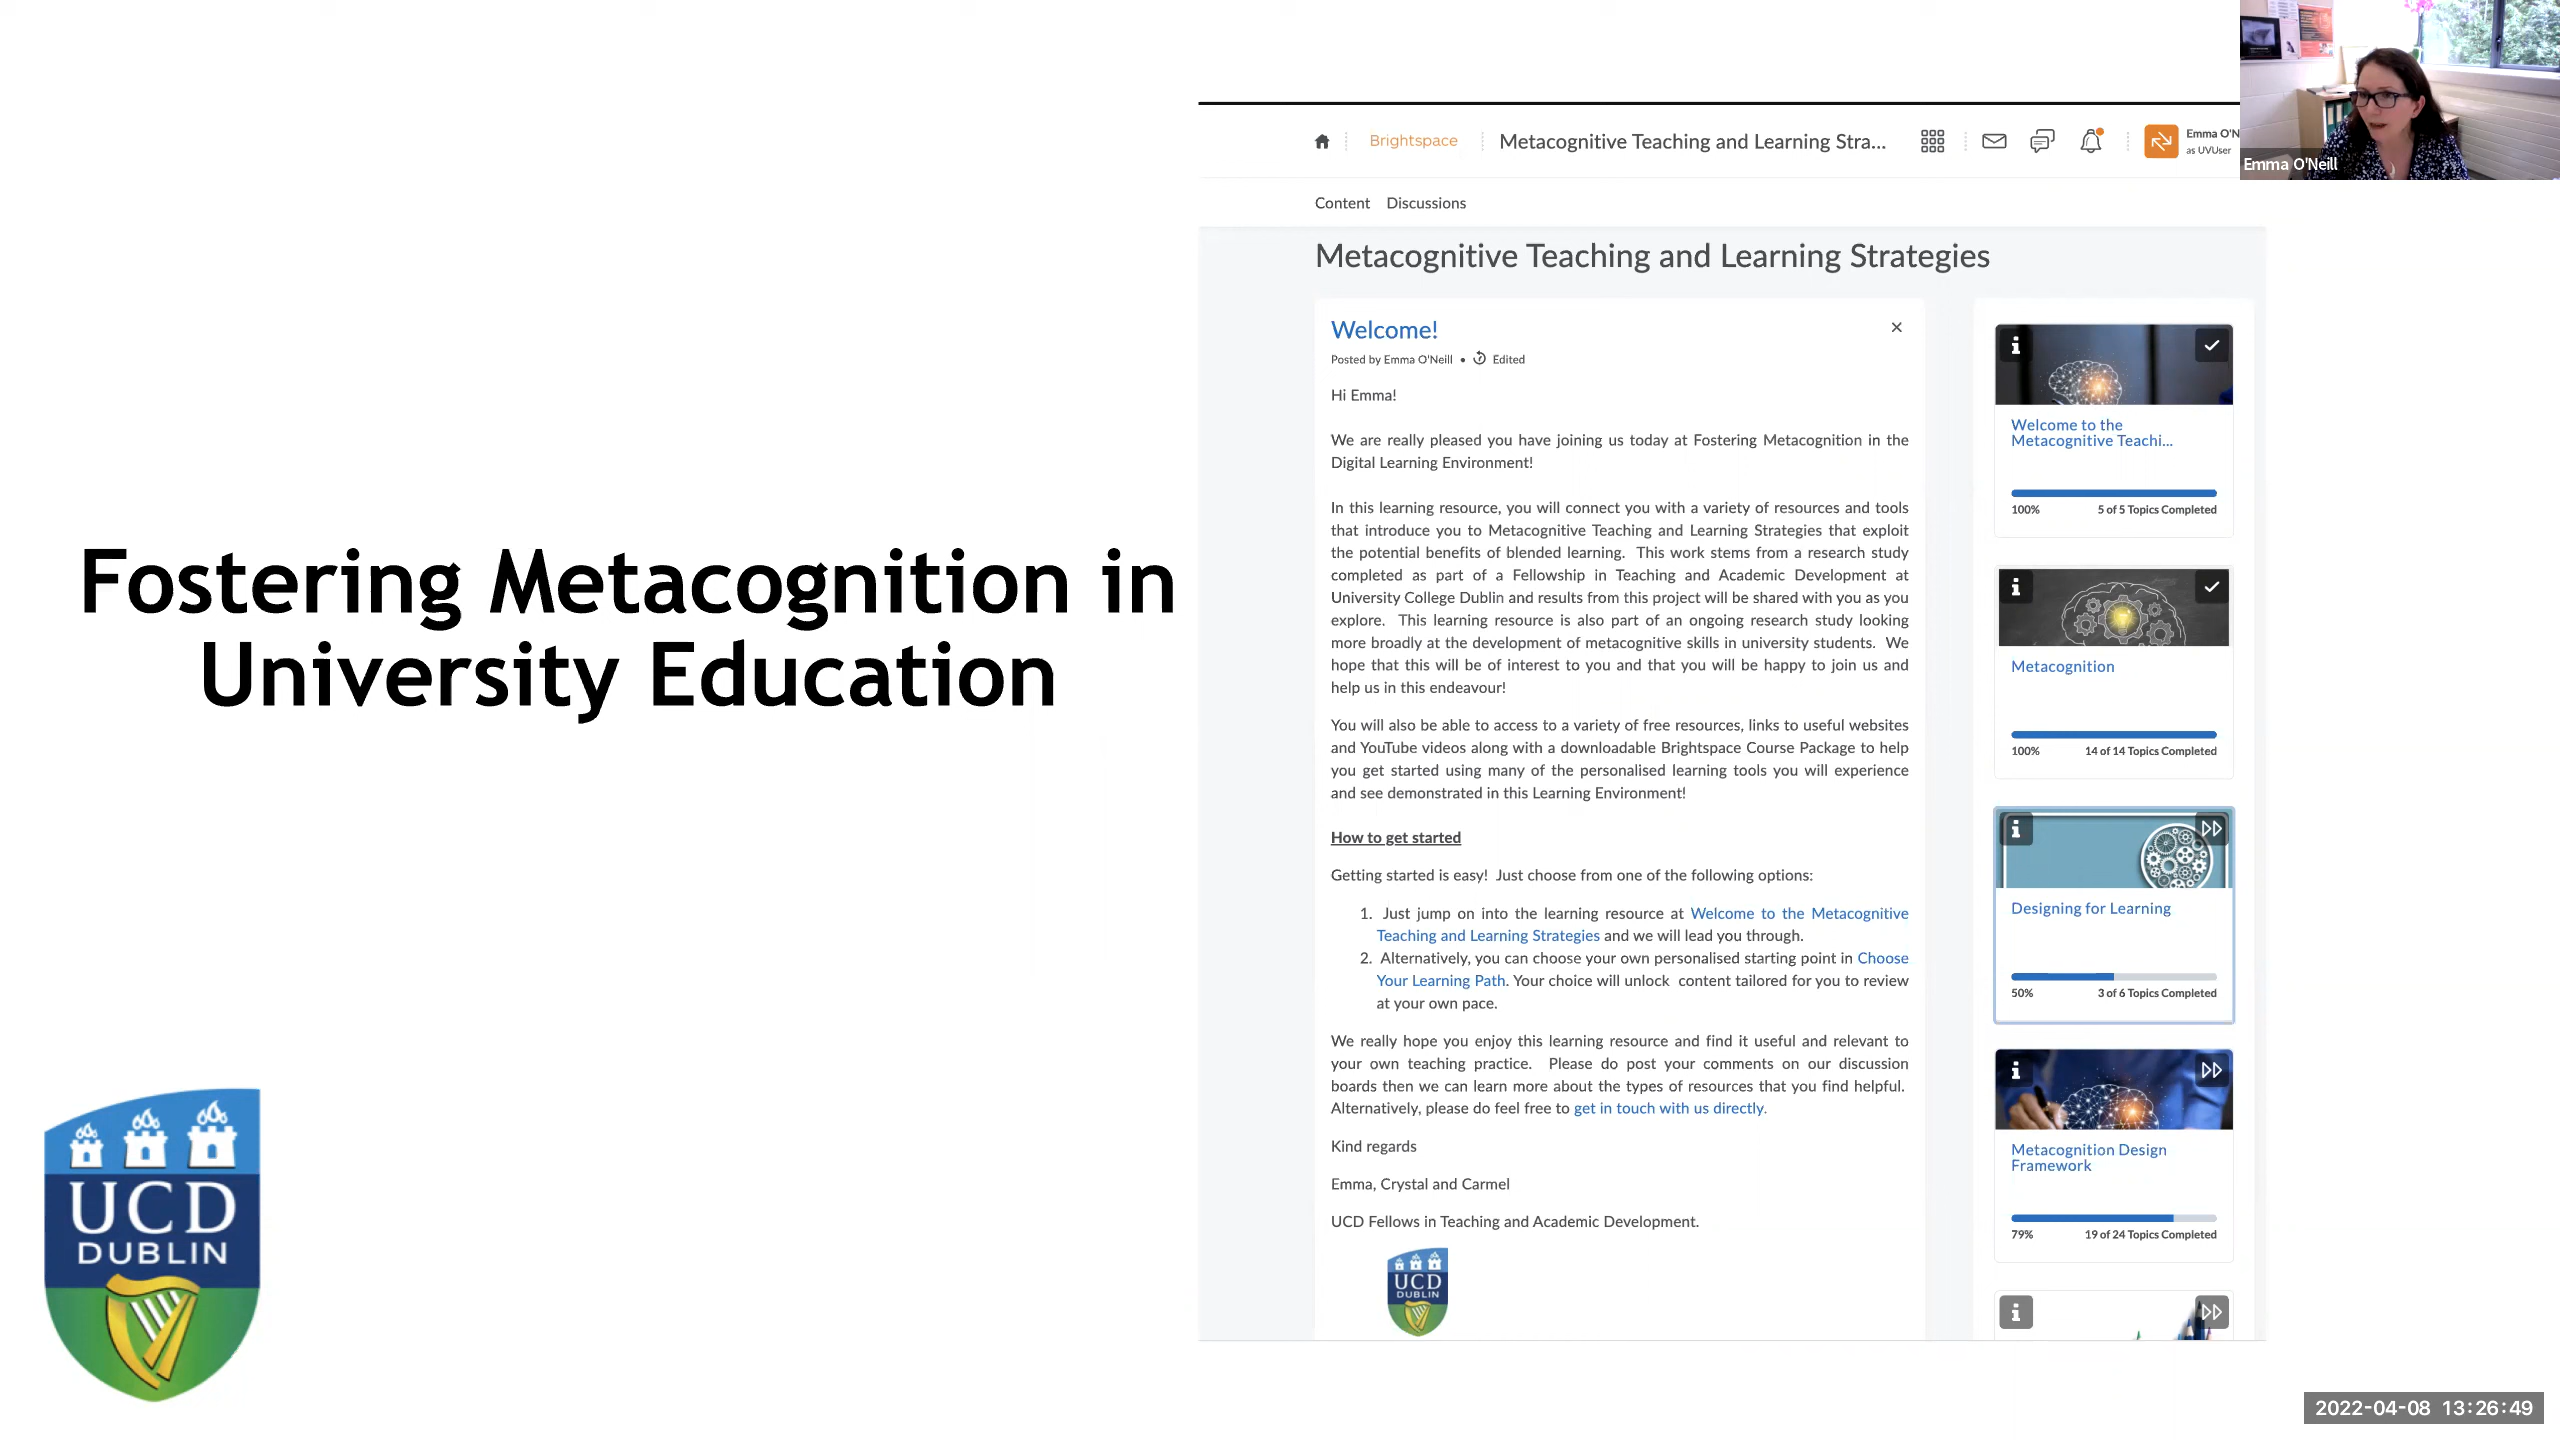 Fostering Metacognition in
University Education
UCD
DUBLIN
Brightspace
Metacognitive Teaching and Learning Stra...
Emma O'N
as UVUser
Emma O'Neill
Content Discussions
Metacognitive Teaching and Learning Strategies
Welcome!
Posted by Emma O'Neill • Edited
Hi Emma!
We are really pleased you have joining us today at Fostering Metacognition in the
Digital Learning Environment!
In this learning resource, you will connect you with a variety of resources and tools
that introduce you to Metacognitive Teaching and Learning Strategies that exploit
the potential benefits of blended learning. This work stems from a research study
completed as part of a Fellowship in Teaching and Academic Development at
University College Dublin and results from this project will be shared with you as you
explore. This learning resource is also part of an ongoing research study looking
more broadly at the development of metacognitive skills in university students. We
hope that this will be of interest to you and that you will be happy to join us and
help us in this endeavour!
You will also be able to access to a variety of free resources, links to useful websites
and YouTube videos along with a downloadable Brightspace Course Package to help
you get started using many of the personalised learning tools you will experience
and see demonstrated in this Learning Environment!
How to get started
Getting started is easy! Just choose from one of the following options:
1. Just jump on into the learning resource at Welcome to the Metacognitive
Teaching and Learning Strategies and we will lead you through.
2. Alternatively, you can choose your own personalised starting point in Choose
Your Learning Path. Your choice will unlock content tailored for you to review
at your own pace.
We really hope you enjoy this learning resource and find it useful and relevant to
your own teaching practice. Please do post your comments on our discussion
boards then we can learn more about the types of resources that you find helpful.
Alternatively, please do feel free to get in touch with us directly.
Kind regards
Emma, Crystal and Carmel
UCD Fellows in Teaching and Academic Development.
UCD
DUBLIN
Welcome to the
Metacognitive Teachi...
100% 5 of 5 Topics Completed
Metacognition
100% 14 of 14 Topics Completed
Designing for Learning
50% 3 of 6 Topics Completed
Metacognition Design
Framework
79% 19 of 24 Topics Completed
2022-04-08 13:26:49